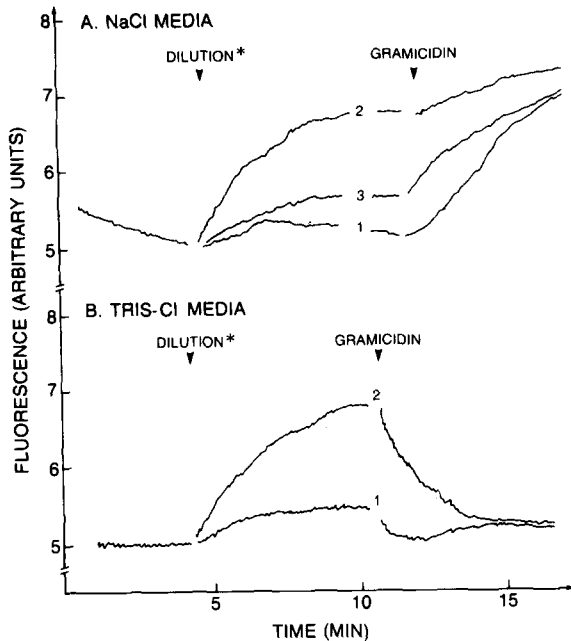 A. NaCl MEDIA
DILUTION*
GRAMICIDIN
8
7
6
5
2
3
1
B. TRIS-Cl MEDIA
DILUTION*
GRAMICIDIN
8
7
6
5
2
1
5
10
15
TIME (MIN)
FLUORESCENCE (ARBITRARY UNITS)